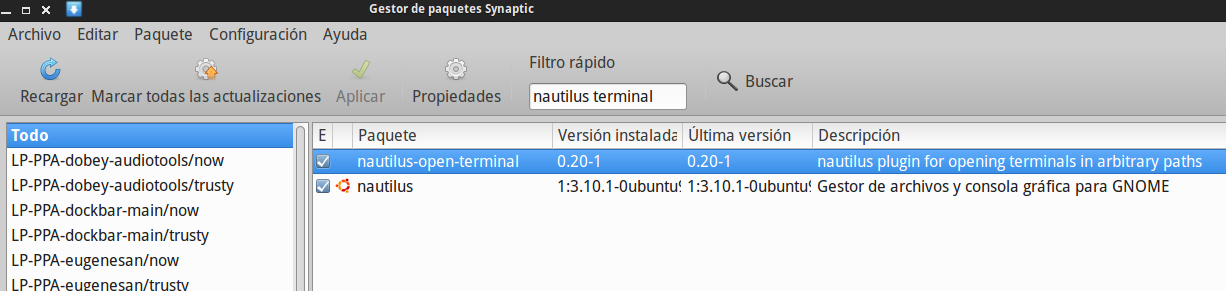 Gestor de paquetes Synaptic
Archivo Editar Paquete Configuración Ayuda
Filtro rápido
Recargar Marcar todas las actualizaciones Aplicar Propiedades nautilus terminal Buscar
Todo
LP-PPA-dobey-audiotools/now
LP-PPA-dobey-audiotools/trusty
LP-PPA-dockbar-main/now
LP-PPA-dockbar-main/trusty
LP-PPA-eugenesan/now
LP-PPA-eugenesan/trusty
E Paquete Versión instalada Última versión Descripción
nautilus-open-terminal 0.20-1 0.20-1 nautilus plugin for opening terminals in arbitrary paths
nautilus 1:3.10.1-0ubuntu9 1:3.10.1-0ubuntu9 Gestor de archivos y consola gráfica para GNOME